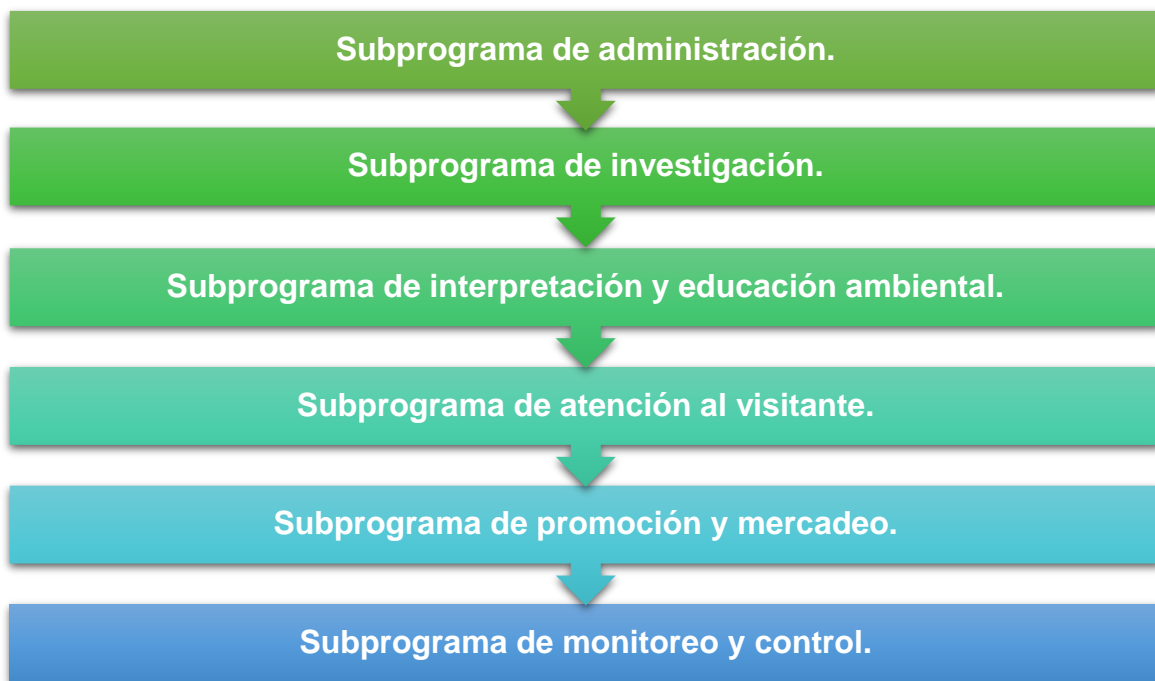 Subprograma de administración.
Subprograma de investigación.
Subprograma de interpretación y educación ambiental.
Subprograma de atención al visitante.
Subprograma de promoción y mercadeo.
Subprograma de monitoreo y control.